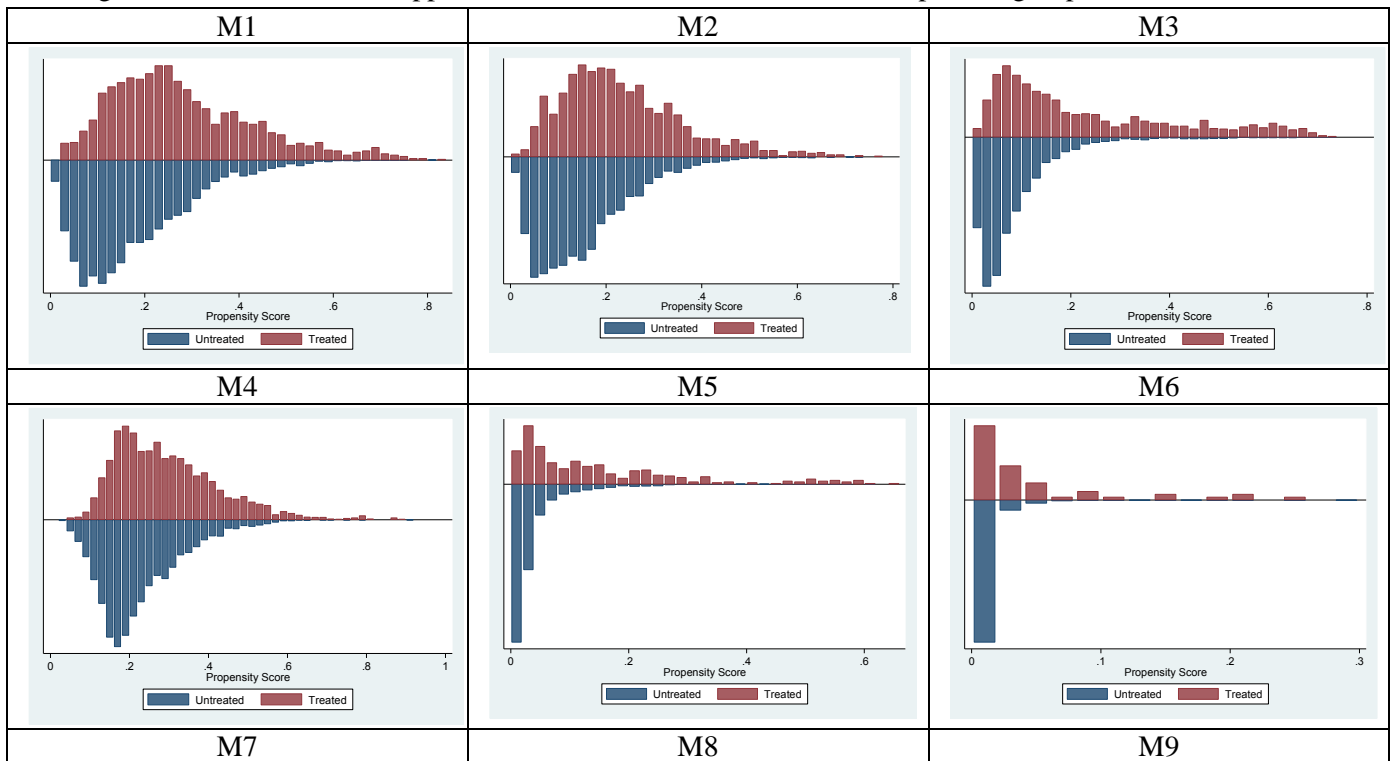 M1 M2 M3
0 .2 .4 .6 .8
Propensity Score
Untreated Treated
0 .2 .4 .6 .8
Propensity Score
Untreated Treated
0 .2 .4 .6 .8
Propensity Score
Untreated Treated
M4 M5 M6
0 .2 .4 .6 .8 1
Propensity Score
Untreated Treated
0 .2 .4 .6
Propensity Score
Untreated Treated
0 .1 .2 .3
Propensity Score
Untreated Treated
M7 M8 M9